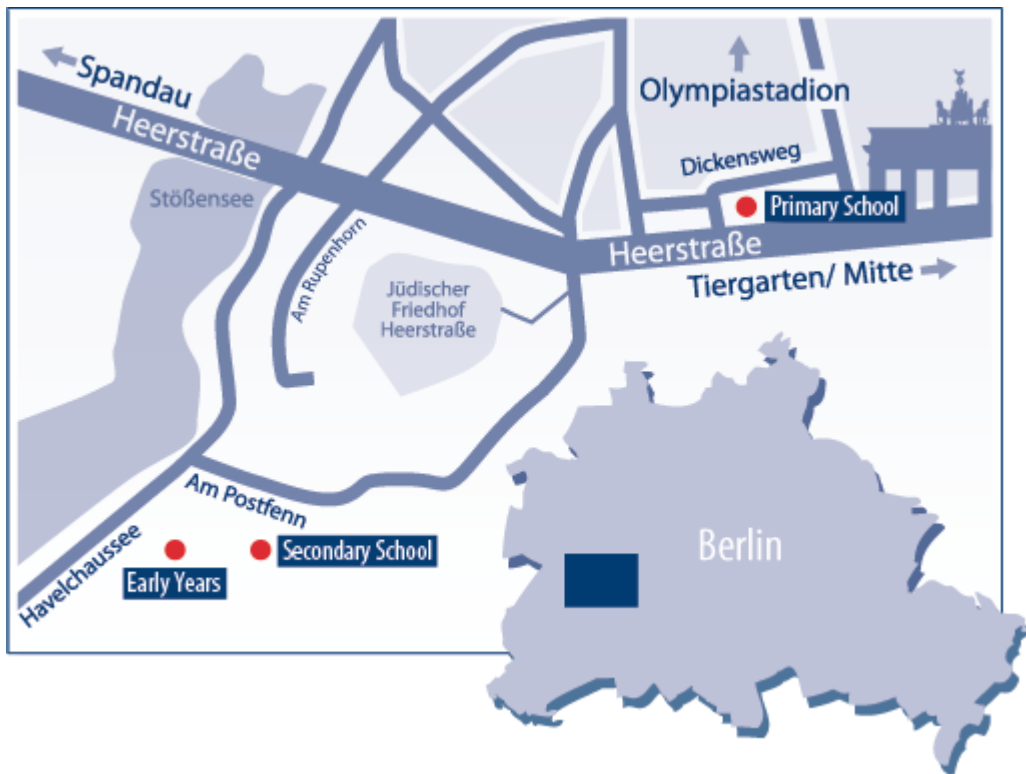 Spandau
Heerstraße
Olympiastadion
Dickensweg
Primary School
Stößensee
Heerstraße
Tiergarten/ Mitte
Am Rupenhorn
Jüdischer
Friedhof
Heerstraße
Am Postfenn
Havelchaussee
Secondary School
Early Years
Berlin